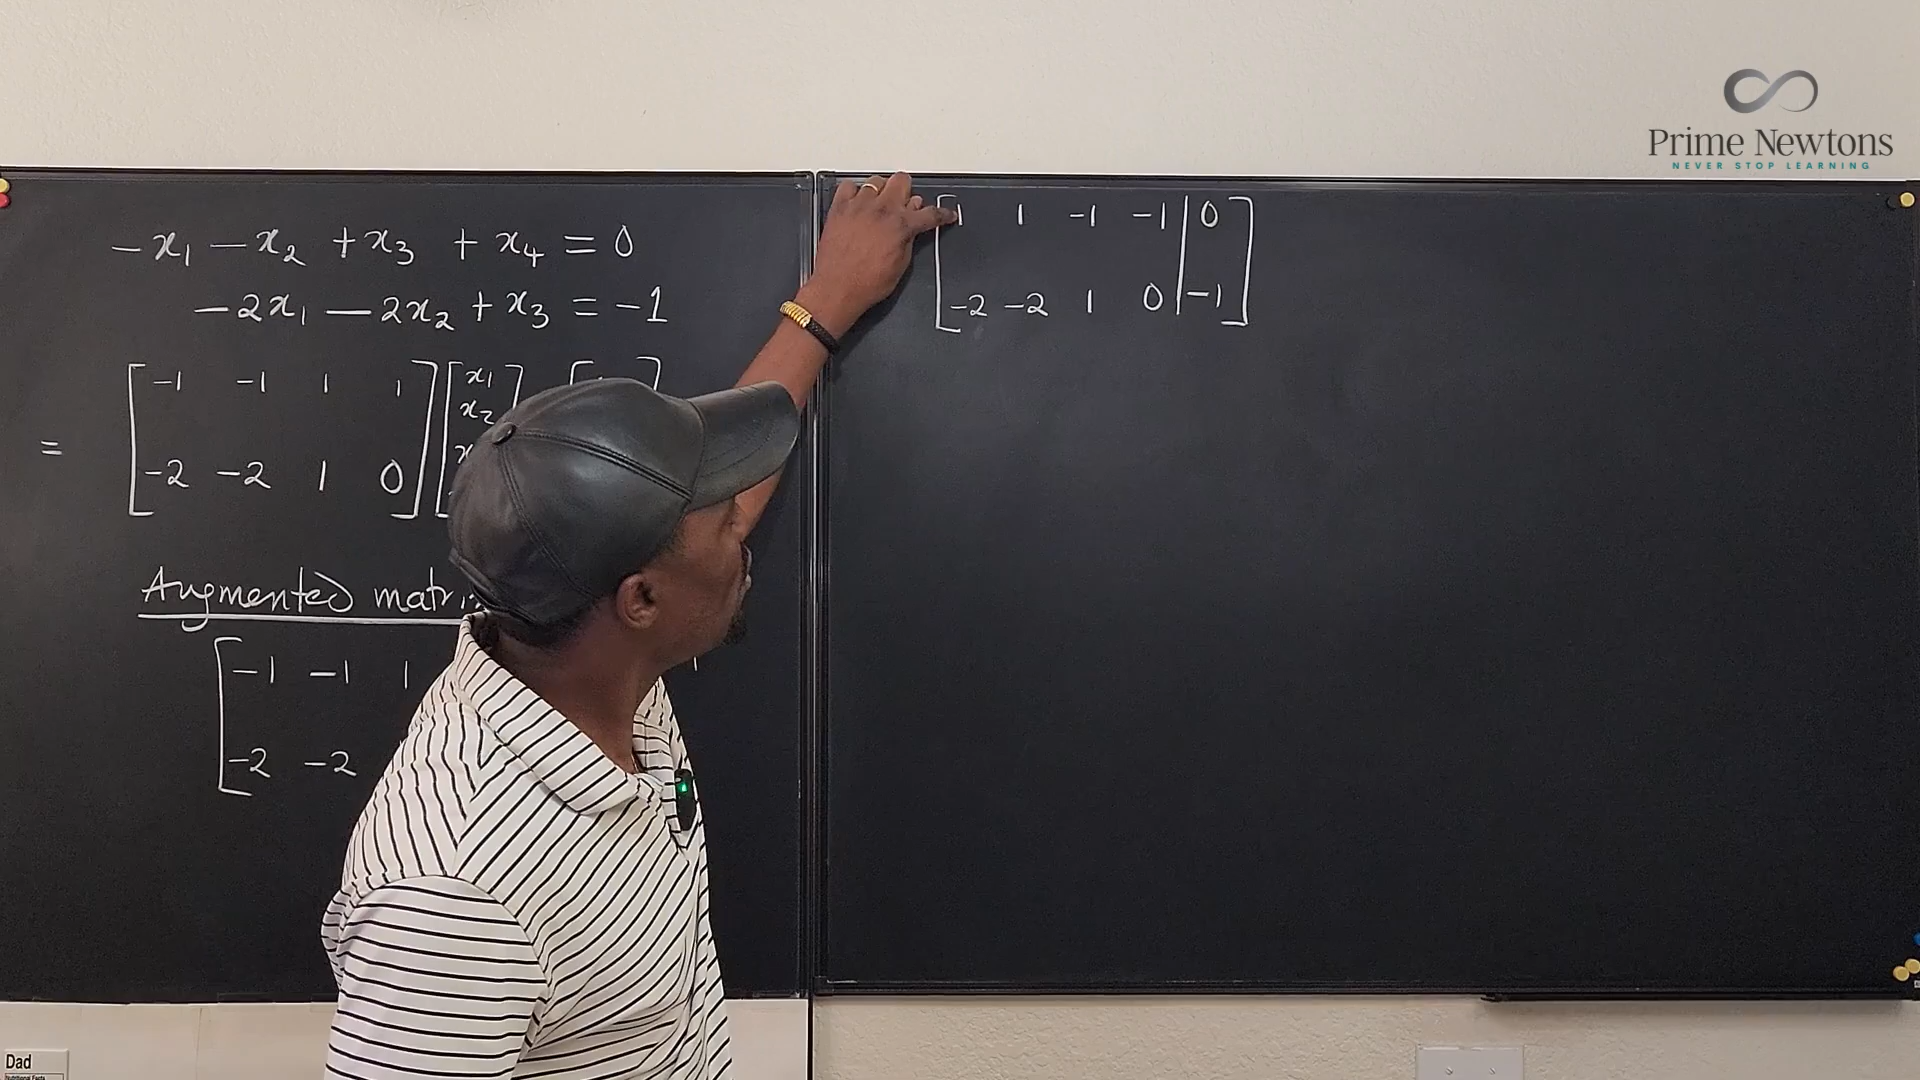 Prime Newtons
NEVER STOP LEARNING
-x₁ -x₂ +x₃ +x₄ = 0
-2x₁ -2x₂ +x₃ = -1
-1 -1 1 1 x₁
x₂
= -2 -2 1 0
Augmented
-1 -1 1
-2 -2
1 1 -1 -1 | 0
-2 -2 1 0 | -1
Dad
Nutritional Facts